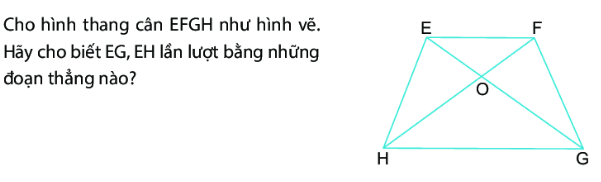 Cho hình thang cân EFGH như hình vẽ.
Hãy cho biết EG, EH lần lượt bằng những
đoạn thẳng nào?
E F
O
H G